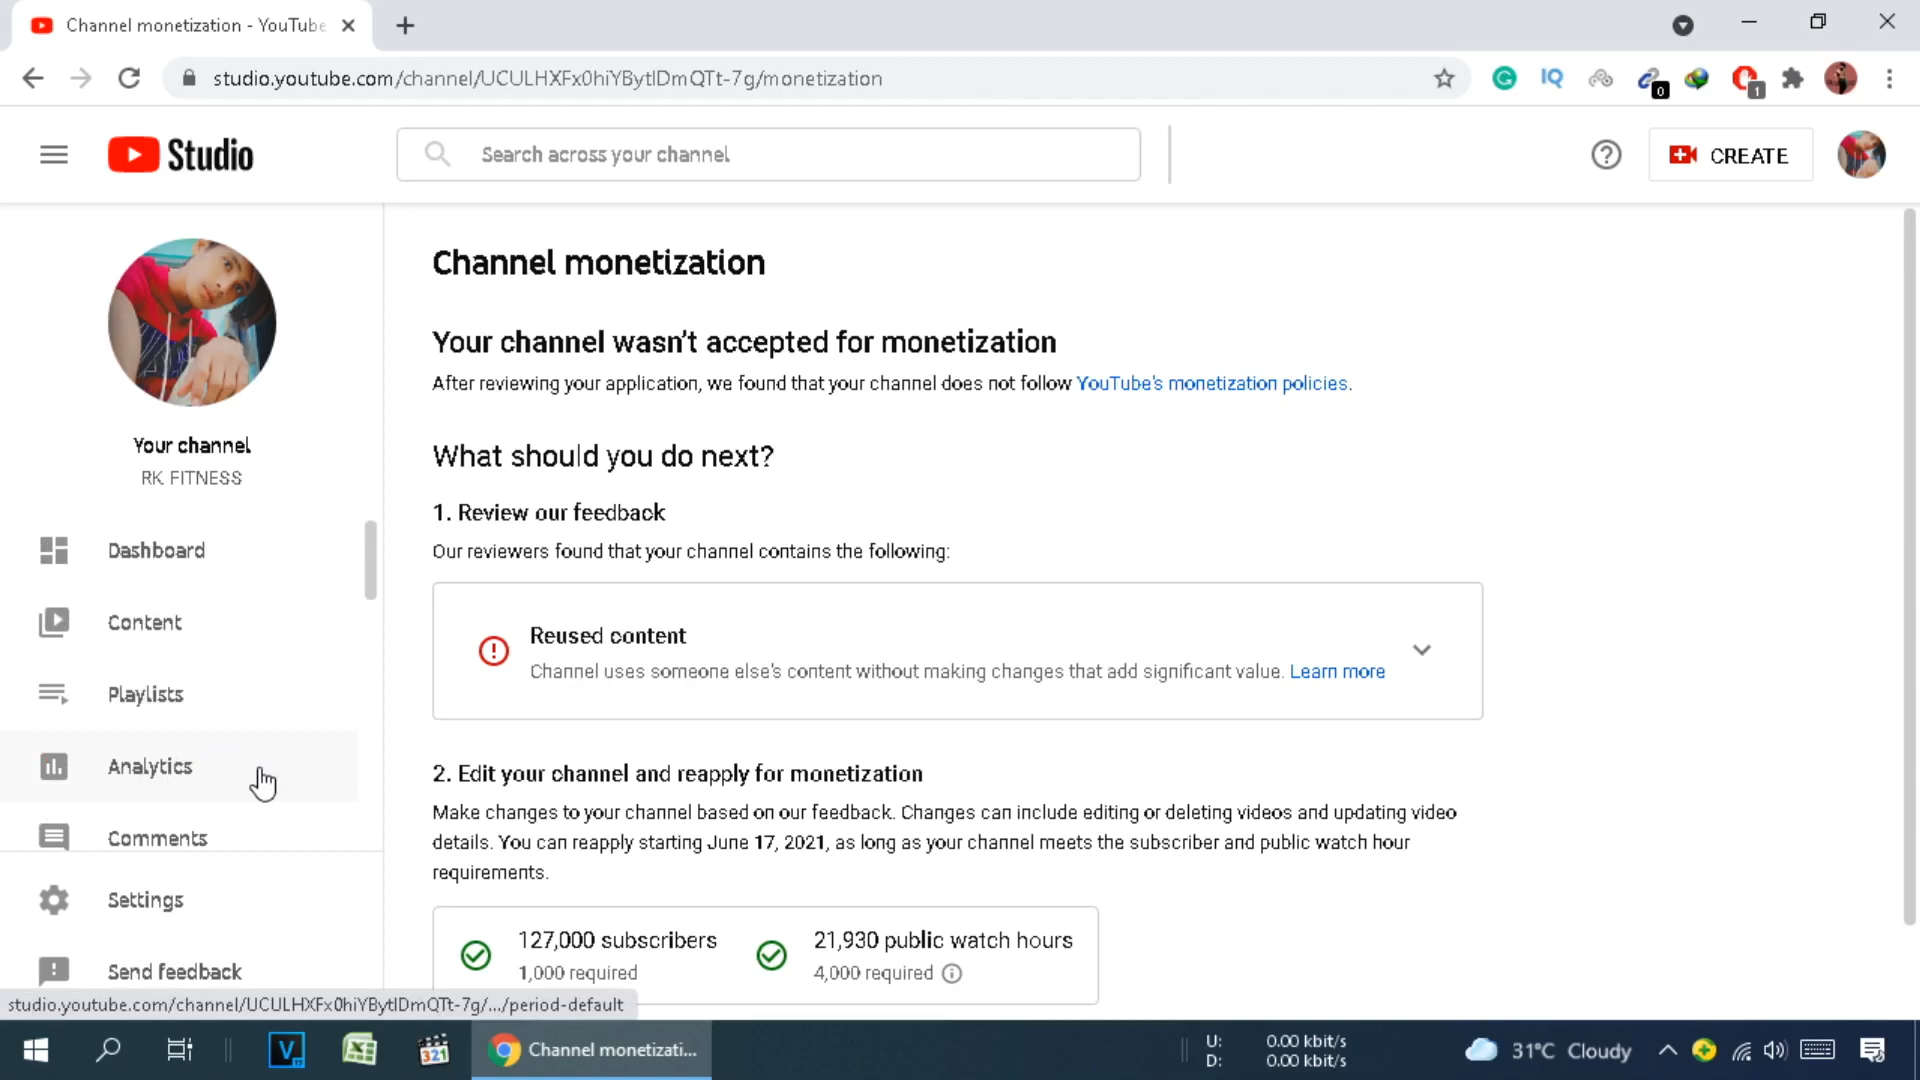 Channel monetization - YouTube
studio.youtube.com/channel/UCULHXFx0hiYBytlDmQTt-7g/monetization
IQ
0
1
Studio
Search across your channel
CREATE
Channel monetization
Your channel wasn't accepted for monetization
After reviewing your application, we found that your channel does not follow YouTube's monetization policies.
Your channel
RK FITNESS
What should you do next?
1. Review our feedback
Our reviewers found that your channel contains the following:
Dashboard
Content
Playlists
Analytics
Comments
Settings
Send feedback
Reused content
Channel uses someone else's content without making changes that add significant value. Learn more
2. Edit your channel and reapply for monetization
Make changes to your channel based on our feedback. Changes can include editing or deleting videos and updating video
details. You can reapply starting June 17, 2021, as long as your channel meets the subscriber and public watch hour
requirements.
127,000 subscribers
1,000 required
21,930 public watch hours
4,000 required
studio.youtube.com/channel/UCULHXFx0hiYBytlDmQTt-7g/.../period-default
V
321
Channel monetizati...
U: 0.00 kbit/s
D: 0.00 kbit/s
31°C Cloudy